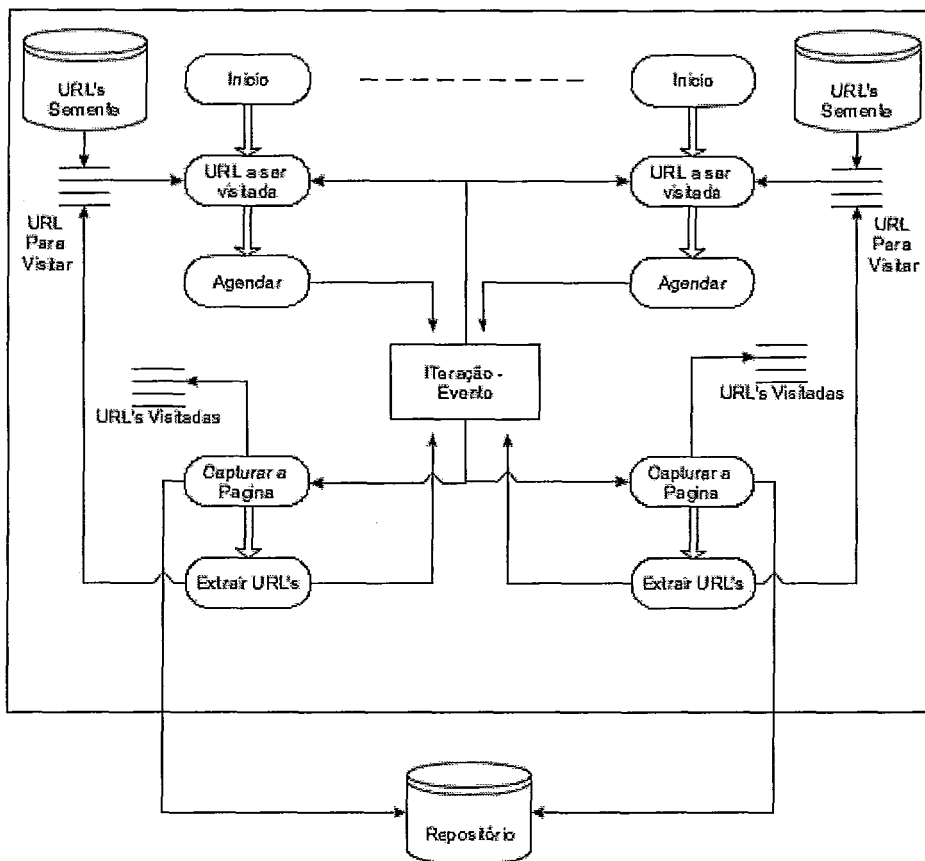 URL's
Semente
Início
Início
URL's
Semente
URL a ser
visitada
URL a ser
visitada
URL
Para
Visitar
URL
Para
Visitar
Agendar
Agendar
ITeração -
Evento
URL's Visitadas
URL's Visitadas
Capturar a
Pagina
Capturar a
Pagina
Extrair URL's
Extrair URL's
Repositório